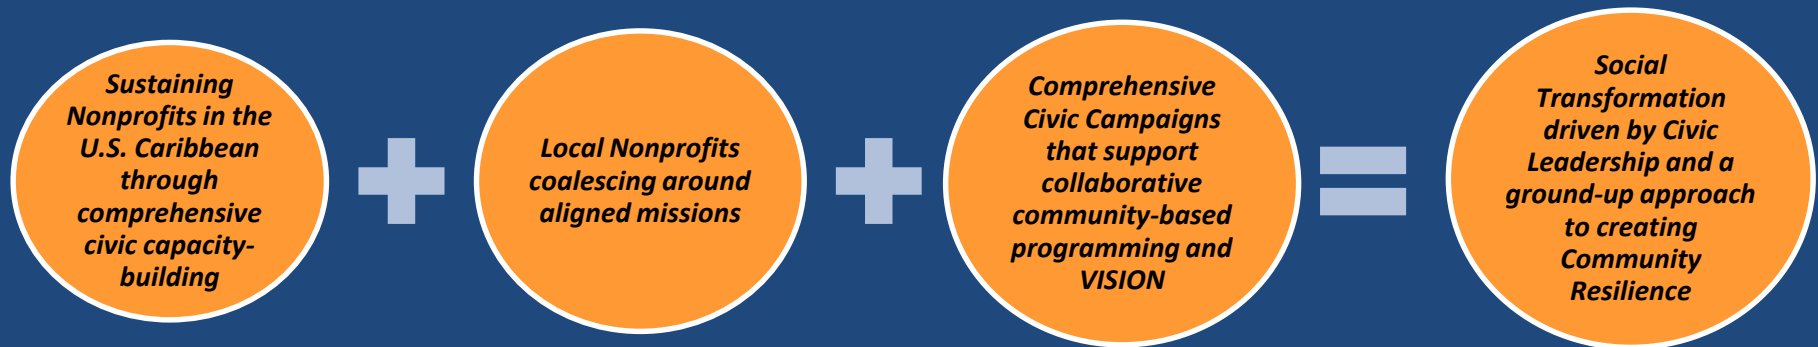 Sustaining
Nonprofits in the
U.S. Caribbean
through
comprehensive
civic capacity-
building
Local Nonprofits
coalescing around
aligned missions
Comprehensive
Civic Campaigns
that support
collaborative
community-based
programming and
VISION
Social
Transformation
driven by Civic
Leadership and a
ground-up approach
to creating
Community
Resilience